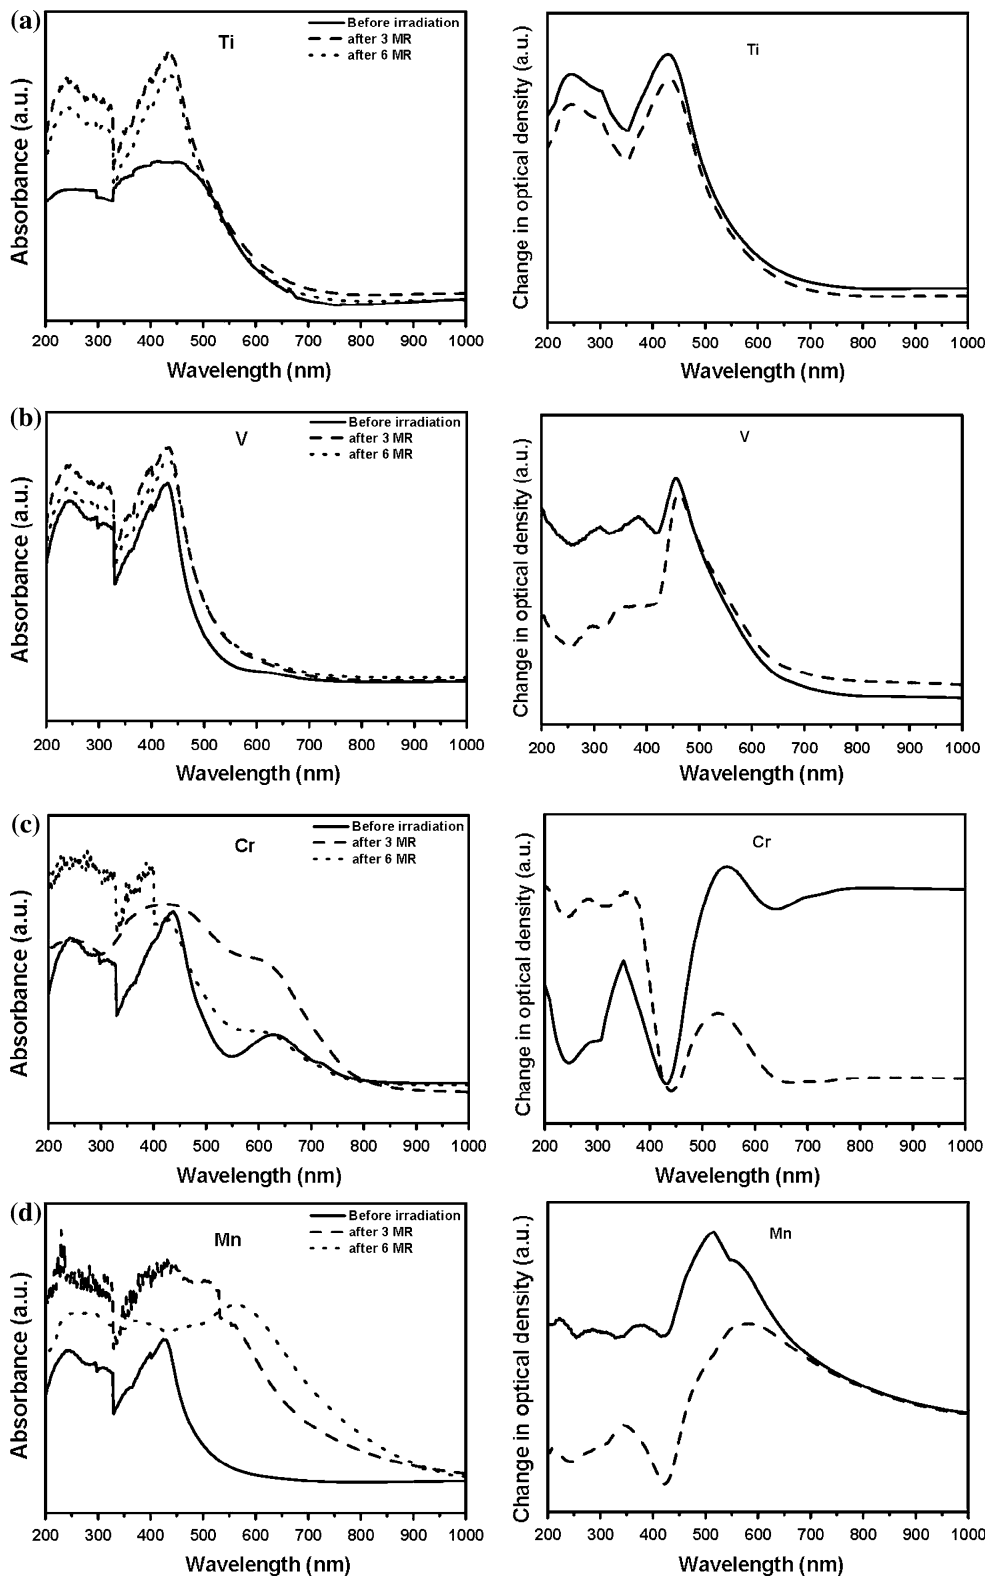 (a)
Ti
Before irradiation
after 3 MR
after 6 MR
Absorbance (a.u.)
200 300 400 500 600 700 800 900 1000
Wavelength (nm)
Ti
Change in optical density (a.u.)
200 300 400 500 600 700 800 900 1000
Wavelength (nm)
(b)
V
Before irradiation
after 3 MR
after 6 MR
Absorbance (a.u.)
200 300 400 500 600 700 800 900 1000
Wavelength (nm)
V
Change in optical density (a.u.)
200 300 400 500 600 700 800 900 1000
Wavelength (nm)
(c)
Cr
Before irradiation
after 3 MR
after 6 MR
Absorbance (a.u.)
200 300 400 500 600 700 800 900 1000
Wavelength (nm)
Cr
Change in optical density (a.u.)
200 300 400 500 600 700 800 900 1000
Wavelength (nm)
(d)
Mn
Before irradiation
after 3 MR
after 6 MR
Absorbance (a.u.)
200 300 400 500 600 700 800 900 1000
Wavelength (nm)
Mn
Change in optical density (a.u.)
200 300 400 500 600 700 800 900 1000
Wavelength (nm)